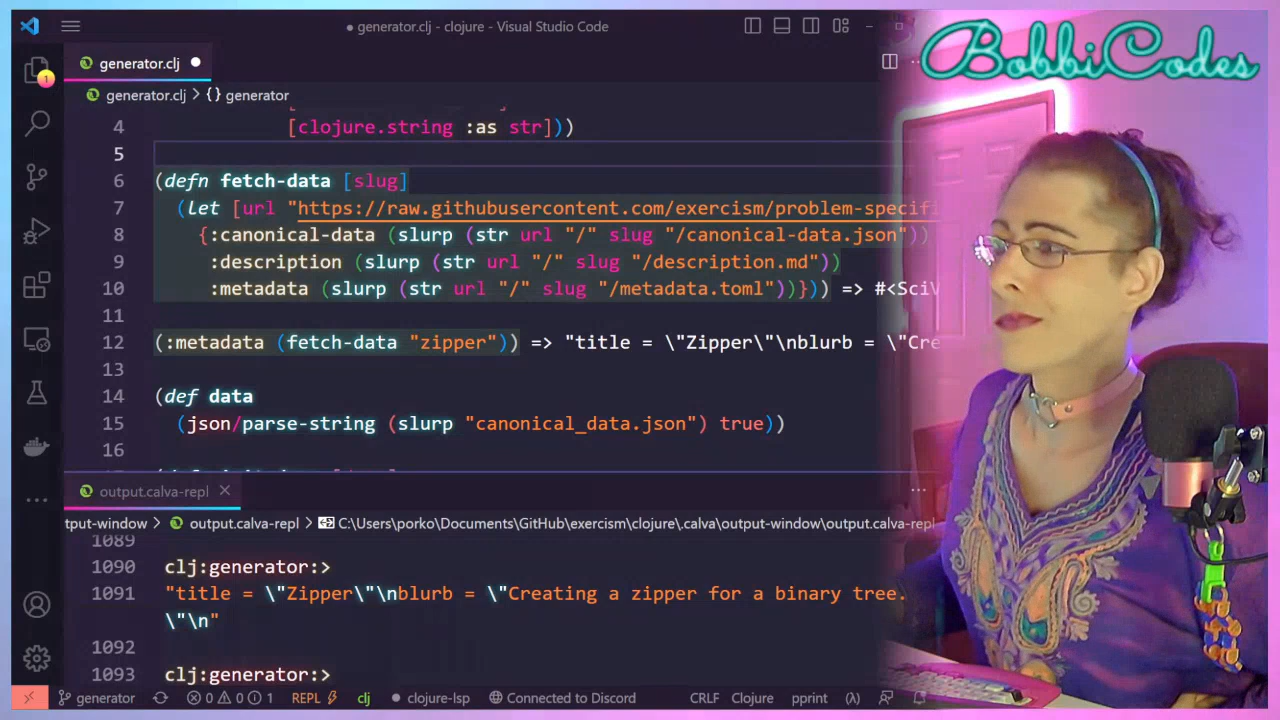 generator.clj - clojure - Visual Studio Code
BobbiCodes
generator.clj
generator.clj > {} generator
4 [clojure.string :as str]))
5
6 (defn fetch-data [slug]
7 (let [url "https://raw.githubusercontent.com/exercism/problem-specifi
8 {:canonical-data (slurp (str url "/" slug "/canonical-data.json"))
9 :description (slurp (str url "/" slug "/description.md"))
10 :metadata (slurp (str url "/" slug "/metadata.toml"))})) => #<SciV
11
12 (:metadata (fetch-data "zipper")) => "title = \"Zipper\"\nblurb = \"Cre
13
14 (def data
15 (json/parse-string (slurp "canonical_data.json") true))
16
output.calva-repl
tput-window > output.calva-repl > C:\Users\porko\Documents\GitHub\exercism\clojure\.calva\output-window\output.calva-repl
1089
1090 clj:generator:>
1091 "title = \"Zipper\"\nblurb = \"Creating a zipper for a binary tree.
\"\n"
1092
1093 clj:generator:>
generator 0 0 1 REPL clj clojure-lsp Connected to Discord CRLF Clojure pprint (λ)
1